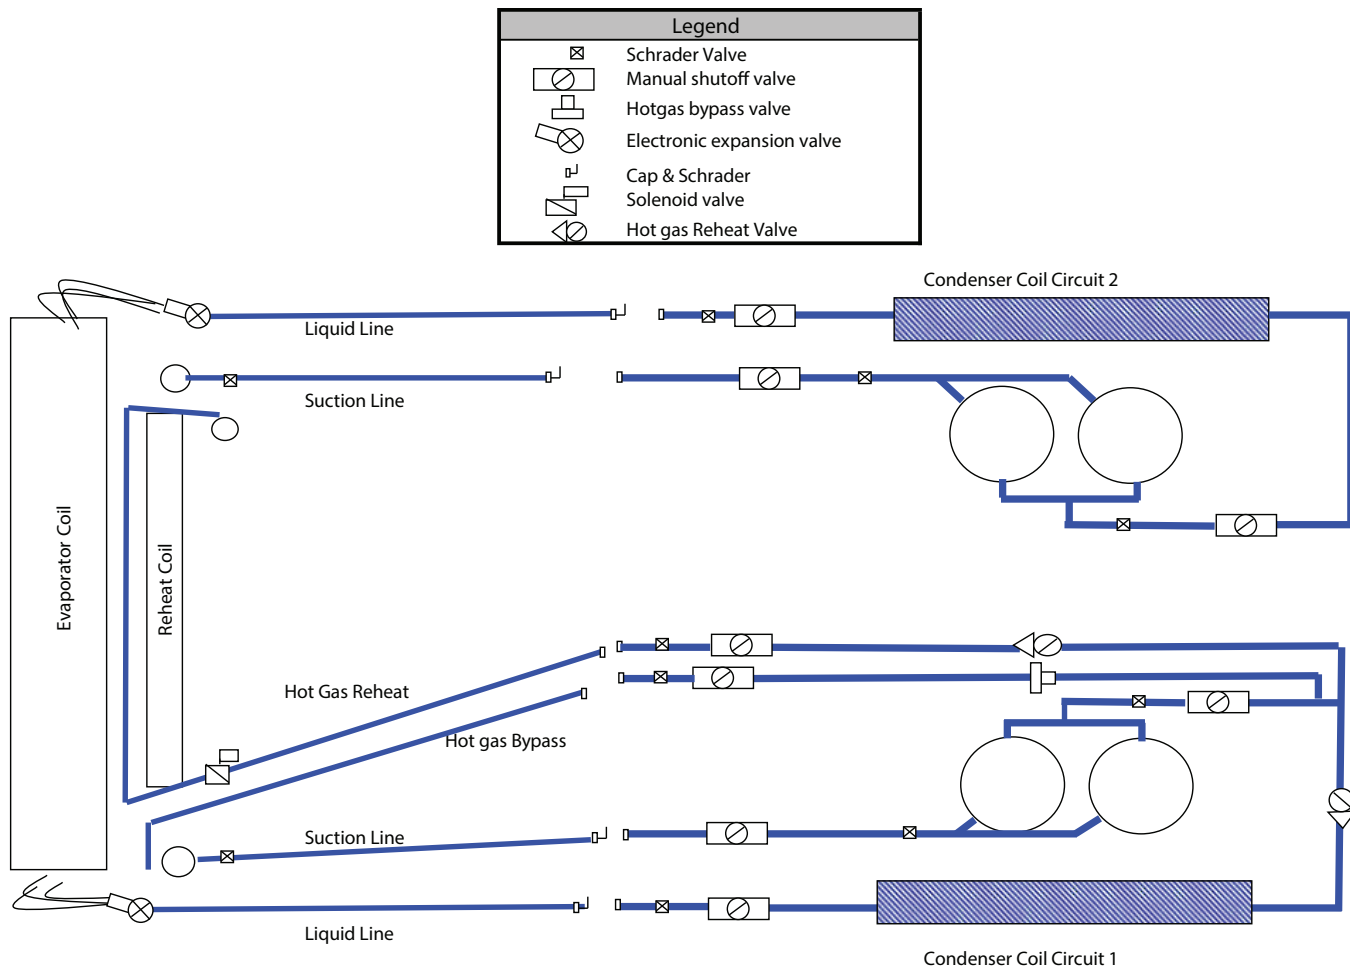 Legend
Schrader Valve
Manual shutoff valve
Hotgas bypass valve
Electronic expansion valve
Cap & Schrader
Solenoid valve
Hot gas Reheat Valve
Condenser Coil Circuit 2
Liquid Line
Suction Line
Evaporator Coil
Reheat Coil
Hot Gas Reheat
Hot gas Bypass
Suction Line
Liquid Line
Condenser Coil Circuit 1